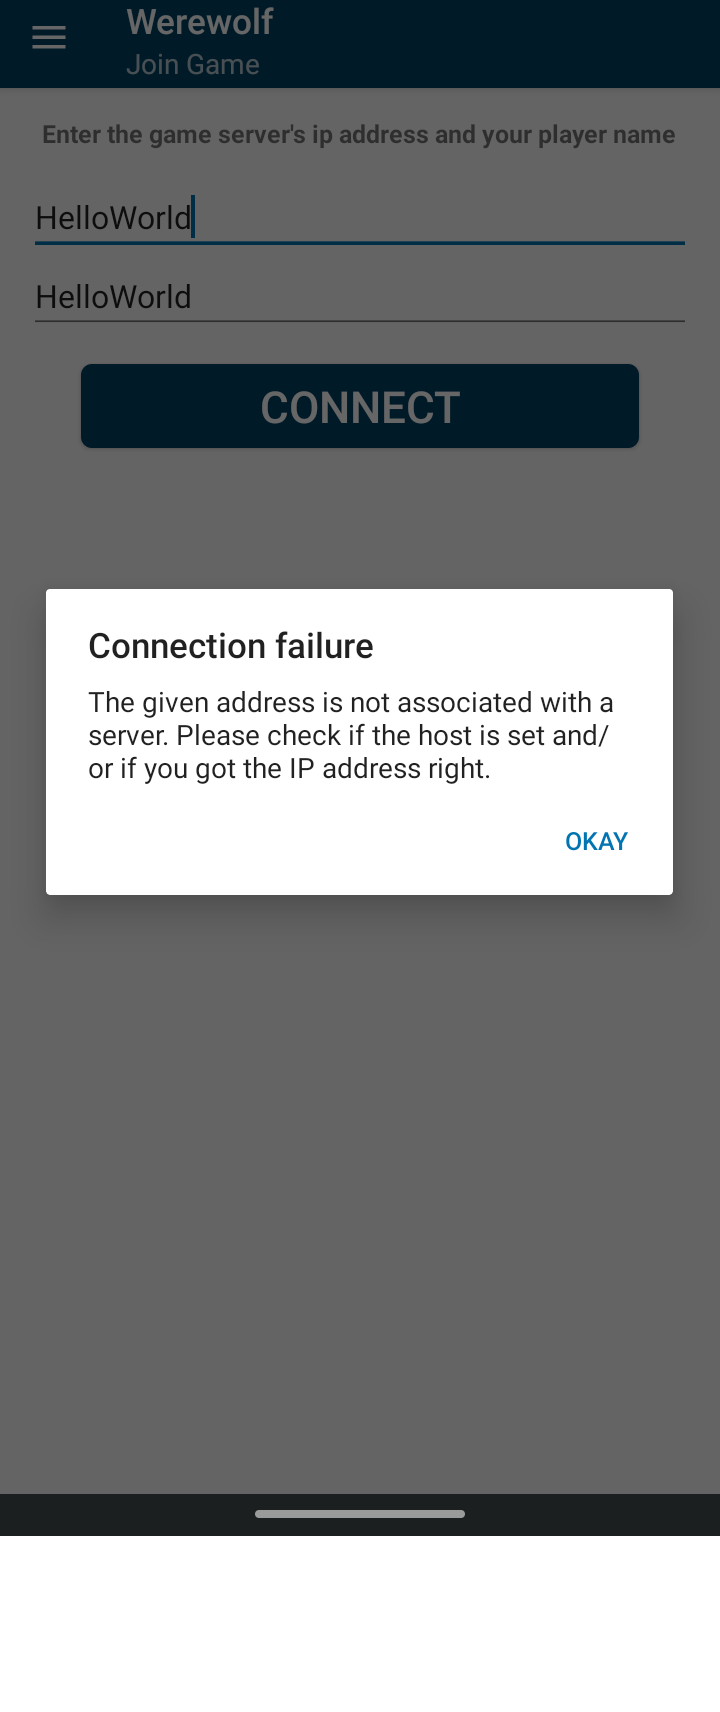 Werewolf
Join Game
Enter the game server's ip address and your player name
HelloWorld
HelloWorld
CONNECT
Connection failure
The given address is not associated with a
server. Please check if the host is set and/
or if you got the IP address right.
OKAY